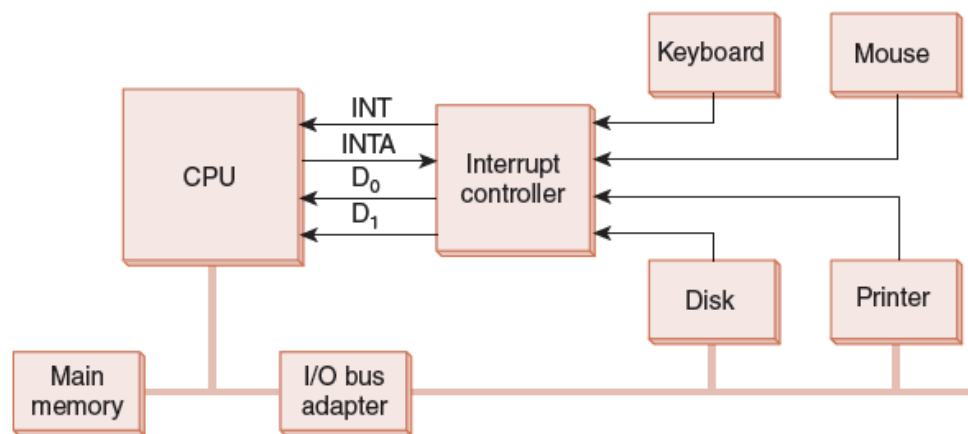 Keyboard
Mouse
INT
INTA
CPU
Interrupt
controller
D₀
D₁
Disk
Printer
Main
memory
I/O bus
adapter